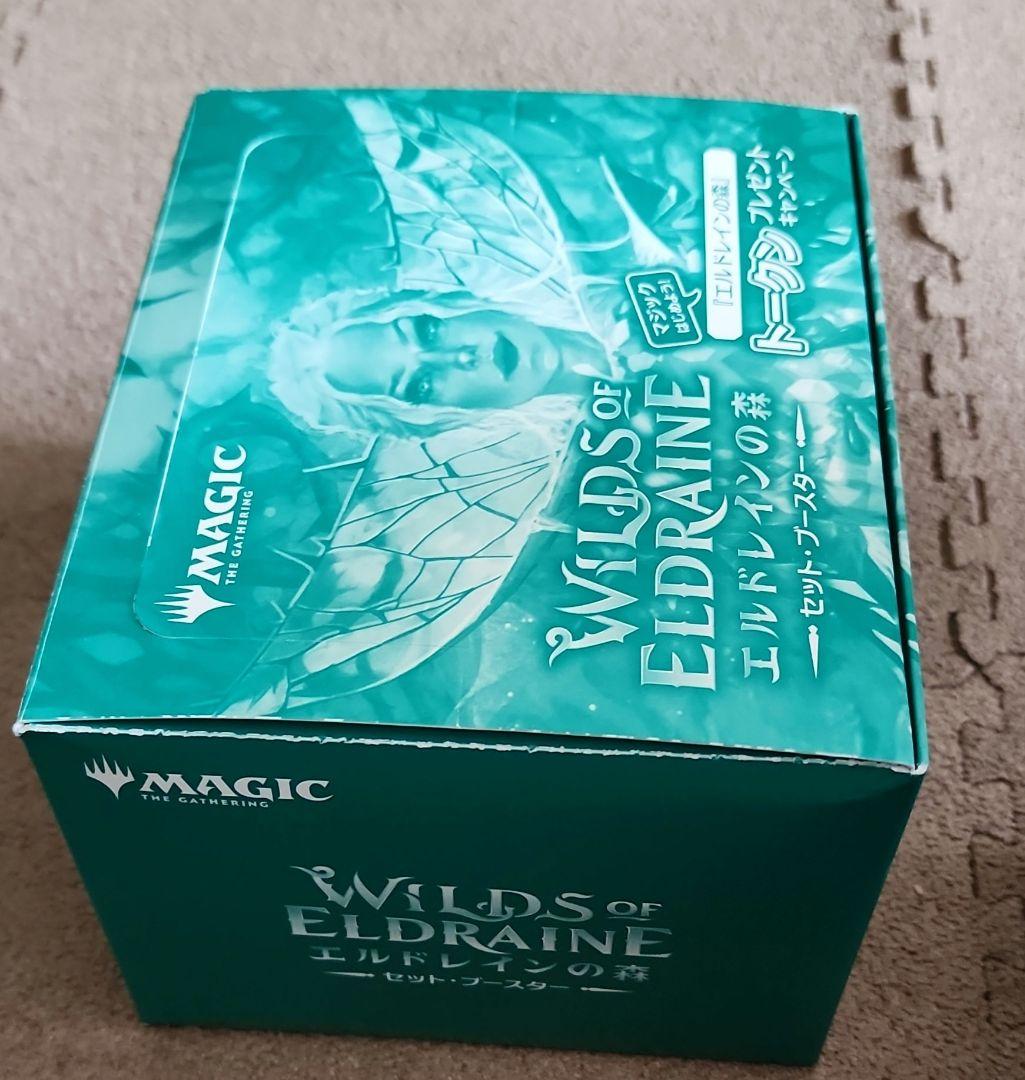 MAGIC
THE GATHERING
マジック
はじめよう!
『エルドレインの森』
トークン プレゼント
キャンペーン
WILDS OF
ELDRAINE
エルドレインの森
セット・ブースター
MAGIC
THE GATHERING
WILDS OF
ELDRAINE
エルドレインの森
セット・ブースター